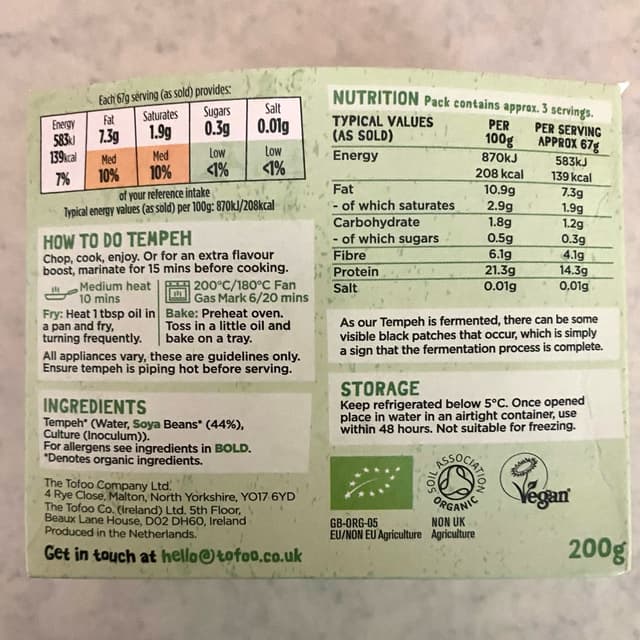 Each 67g serving (as sold) provides:
Energy Fat Saturates Sugars Salt
583kJ 7.3g 1.9g 0.3g 0.01g
139kcal Med Med Low Low
7% 10% 10% <1% <1%
of your reference intake
Typical energy values (as sold) per 100g: 870kJ/208kcal
HOW TO DO TEMPEH
Chop, cook, enjoy. Or for an extra flavour
boost, marinate for 15 mins before cooking.
Medium heat
10 mins
Fry: Heat 1 tbsp oil in
a pan and fry,
turning frequently.
200°C/180°C Fan
Gas Mark 6/20 mins
Bake: Preheat oven.
Toss in a little oil and
bake on a tray.
All appliances vary, these are guidelines only.
Ensure tempeh is piping hot before serving.
INGREDIENTS
Tempeh* (Water, Soya Beans* (44%),
Culture (Inoculum)).
For allergens see ingredients in BOLD.
*Denotes organic ingredients.
The Tofoo Company Ltd.
4 Rye Close, Malton, North Yorkshire, YO17 6YD
The Tofoo Co. (Ireland) Ltd. 5th Floor,
Beaux Lane House, D02 DH60, Ireland
Produced in the Netherlands.
Get in touch at hello@tofoo.co.uk
NUTRITION Pack contains approx. 3 servings.
TYPICAL VALUES (AS SOLD) PER 100g PER SERVING APPROX 67g
Energy 870kJ 583kJ
208 kcal 139 kcal
Fat 10.9g 7.3g
- of which saturates 2.9g 1.9g
Carbohydrate 1.8g 1.2g
- of which sugars 0.5g 0.3g
Fibre 6.1g 4.1g
Protein 21.3g 14.3g
Salt 0.01g 0.01g
As our Tempeh is fermented, there can be some
visible black patches that occur, which is simply
a sign that the fermentation process is complete.
STORAGE
Keep refrigerated below 5°C. Once opened
place in water in an airtight container, use
within 48 hours. Not suitable for freezing.
SOIL ASSOCIATION
ORGANIC
Vegan
GB-ORG-05
EU/NON EU Agriculture
NON UK
Agriculture
200g